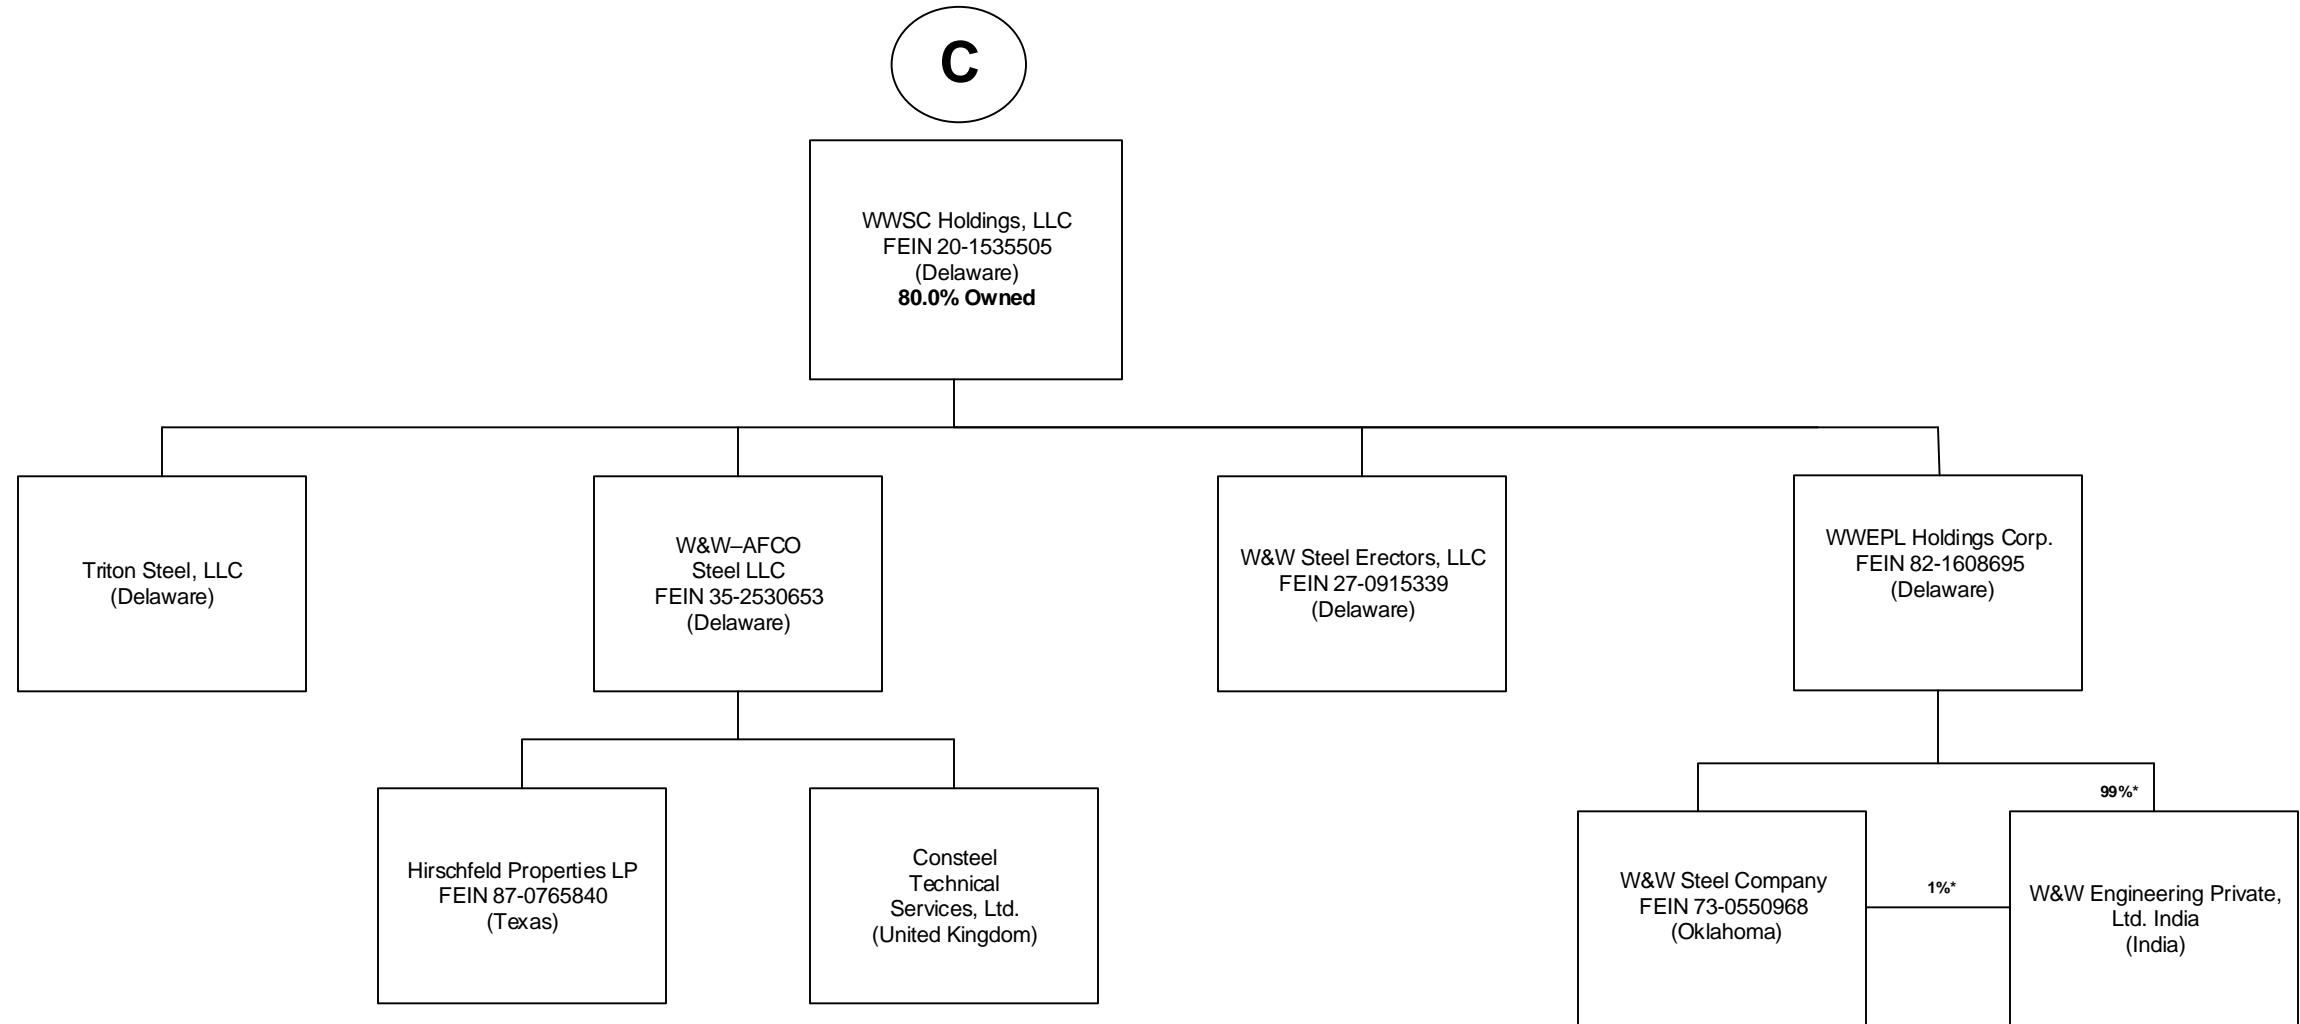 C
WWSC Holdings, LLC
FEIN 20-1535505
(Delaware)
80.0% Owned
Triton Steel, LLC
(Delaware)
W&W–AFCO
Steel LLC
FEIN 35-2530653
(Delaware)
W&W Steel Erectors, LLC
FEIN 27-0915339
(Delaware)
WWEPL Holdings Corp.
FEIN 82-1608695
(Delaware)
Hirschfeld Properties LP
FEIN 87-0765840
(Texas)
Consteel
Technical
Services, Ltd.
(United Kingdom)
99%*
W&W Steel Company
FEIN 73-0550968
(Oklahoma)
1%*
W&W Engineering Private,
Ltd. India
(India)